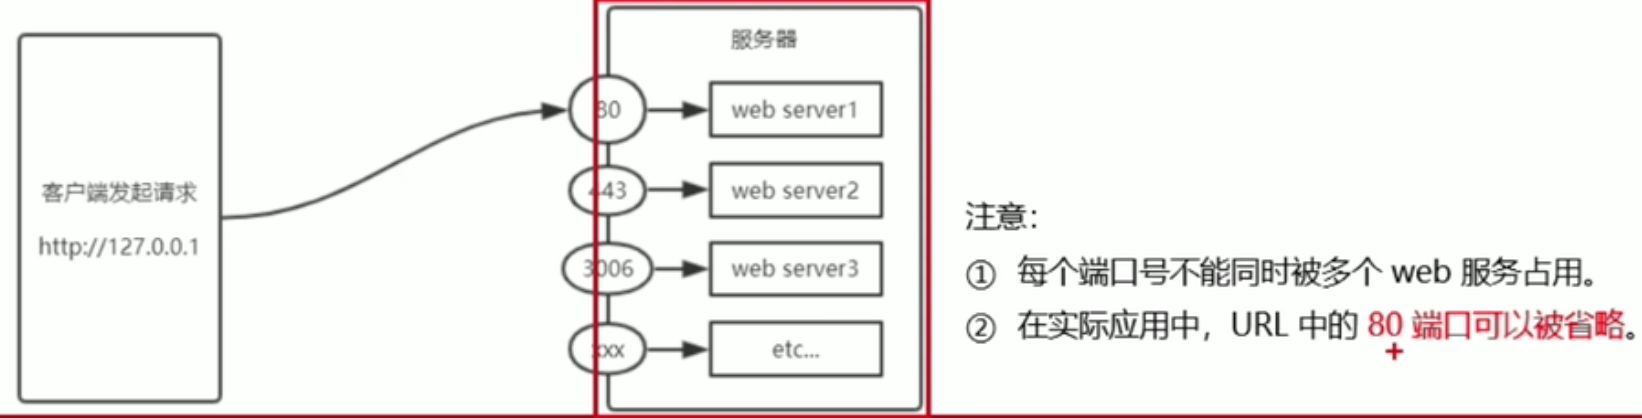 服务器
80
web server1
443
web server2
客户端发起请求
http://127.0.0.1
3006
web server3
xxx
etc...
注意：
① 每个端口号不能同时被多个 web 服务占用。
② 在实际应用中，URL 中的 80 端口可以被省略。